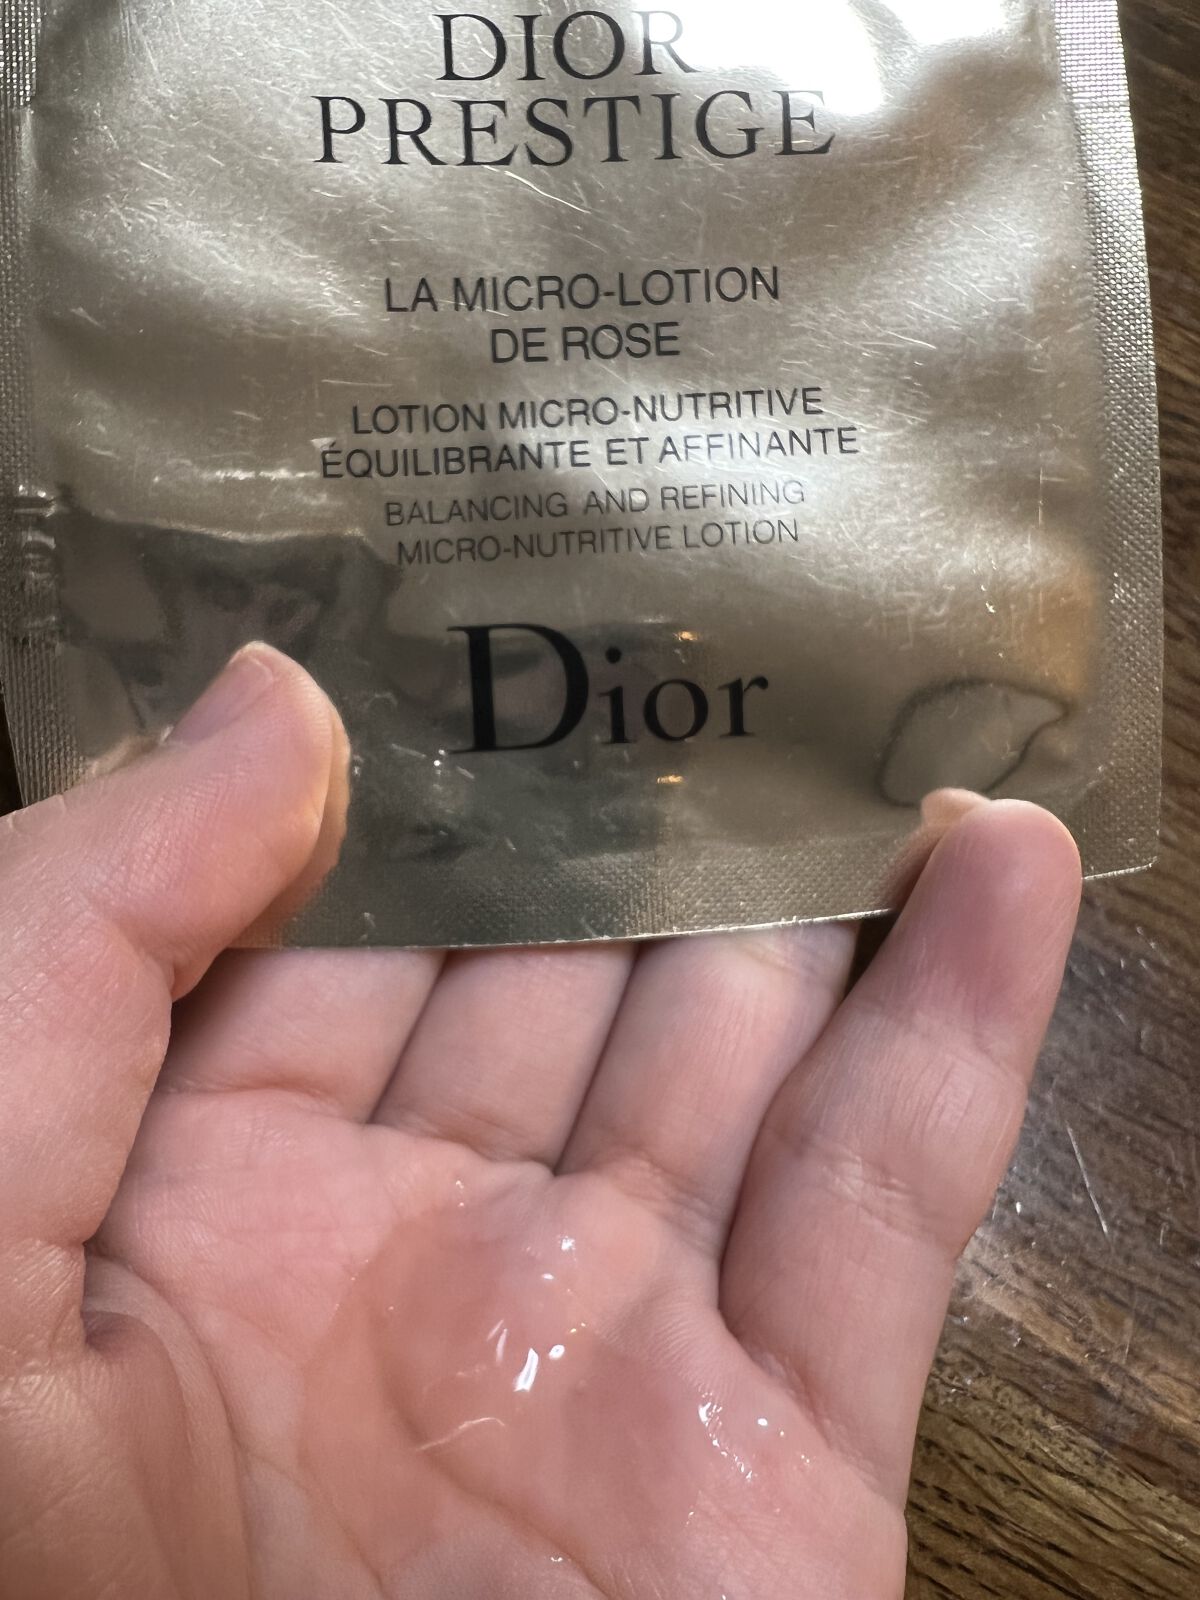 DIOR
PRESTIGE
LA MICRO-LOTION
DE ROSE
LOTION MICRO-NUTRITIVE
ÉQUILIBRANTE ET AFFINANTE
BALANCING AND REFINING
MICRO-NUTRITIVE LOTION
Dior